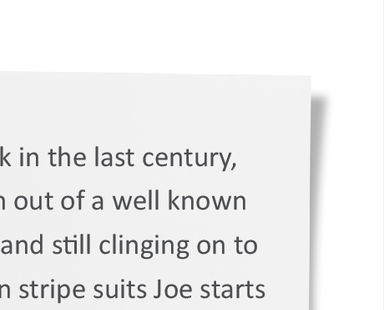 k in the last century,
out of a well known
and still clinging on to
stripe suits Joe starts